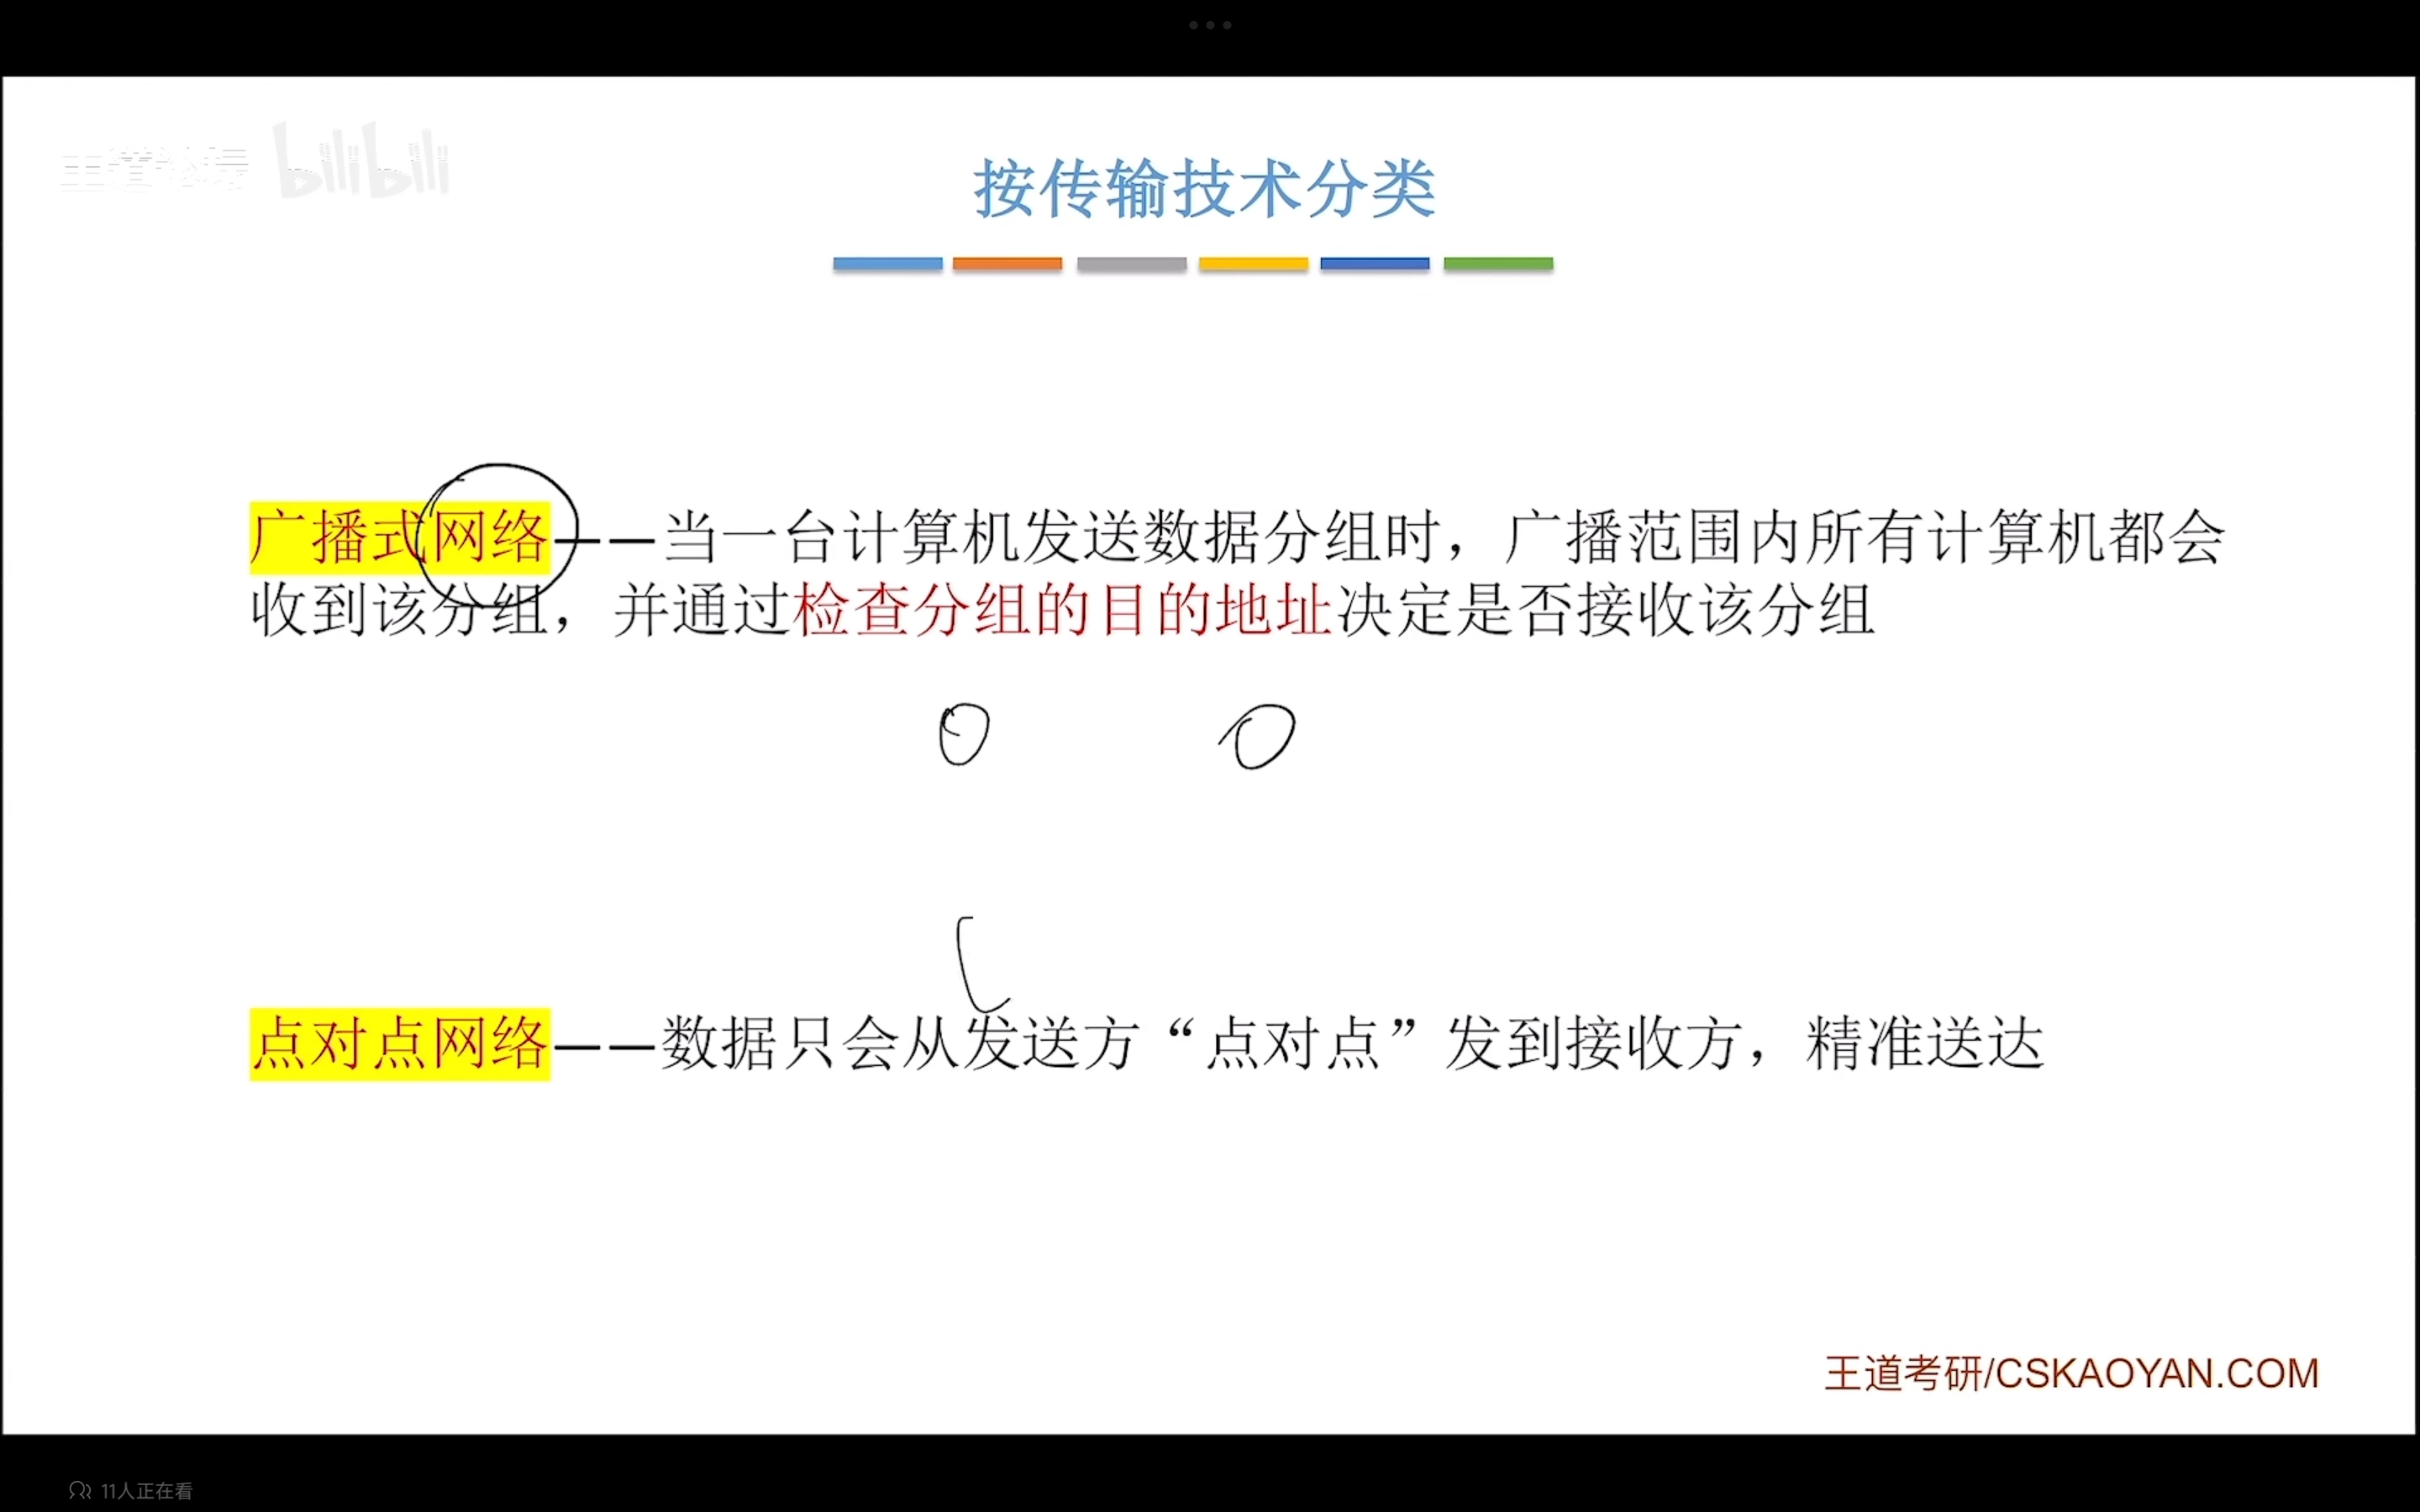 王道论坛 bilibili
按传输技术分类
广播式网络——当一台计算机发送数据分组时，广播范围内所有计算机都会
收到该分组，并通过检查分组的目的地址决定是否接收该分组
点对点网络——数据只会从发送方“点对点”发到接收方，精准送达
王道考研/CSKAOYAN.COM
11人正在看